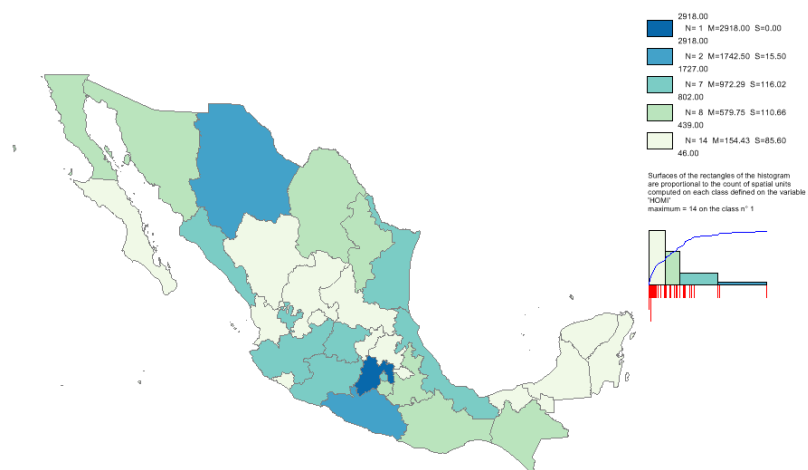 2918.00
N= 1 M=2918.00 S=0.00
2918.00
N= 2 M=1742.50 S=15.50
1727.00
N= 7 M=972.29 S=116.02
802.00
N= 8 M=579.75 S=110.66
439.00
N= 14 M=154.43 S=85.60
46.00
Surfaces of the rectangles of the histogram
are proportional to the count of spatial units
computed on each class defined on the variable
'HOMI'
maximum = 14 on the class n° 1